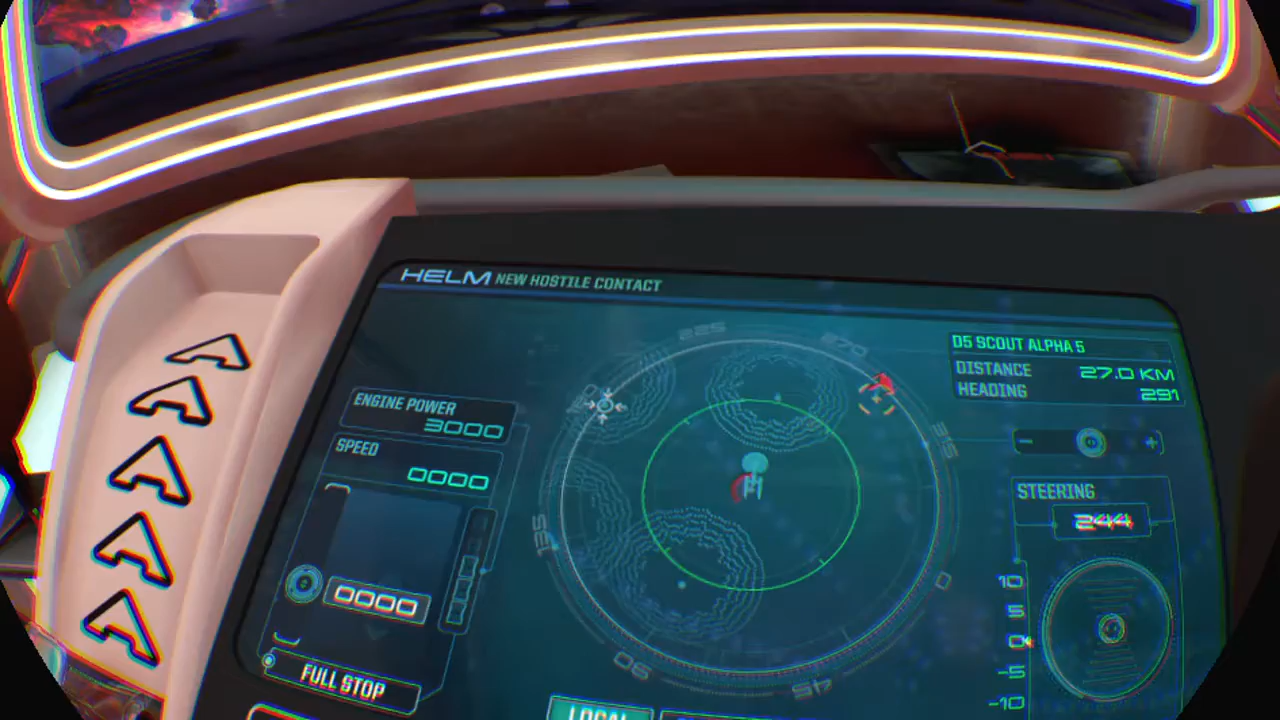 HELM NEW HOSTILE CONTACT
225
270
315
0
45
90
135
D5 SCOUT ALPHA 5
DISTANCE 27.0 KM
HEADING 291
ENGINE POWER
3000
SPEED
0000
0000
FULL STOP
- +
STEERING
244
10
5
0
-5
-10
LOCAL